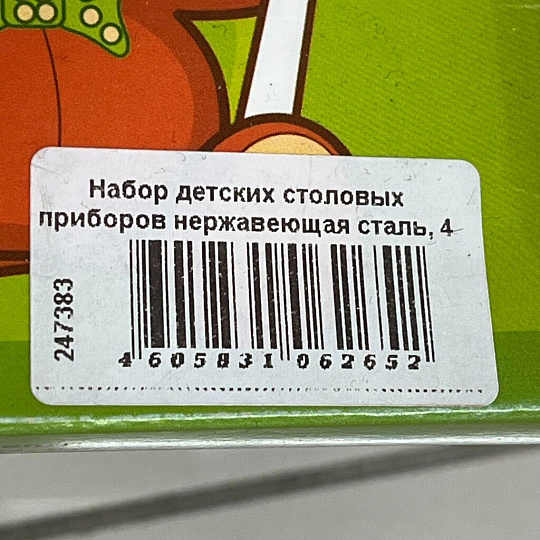 Набор детских столовых
приборов нержавеющая сталь, 4
247383
4 605831 062652